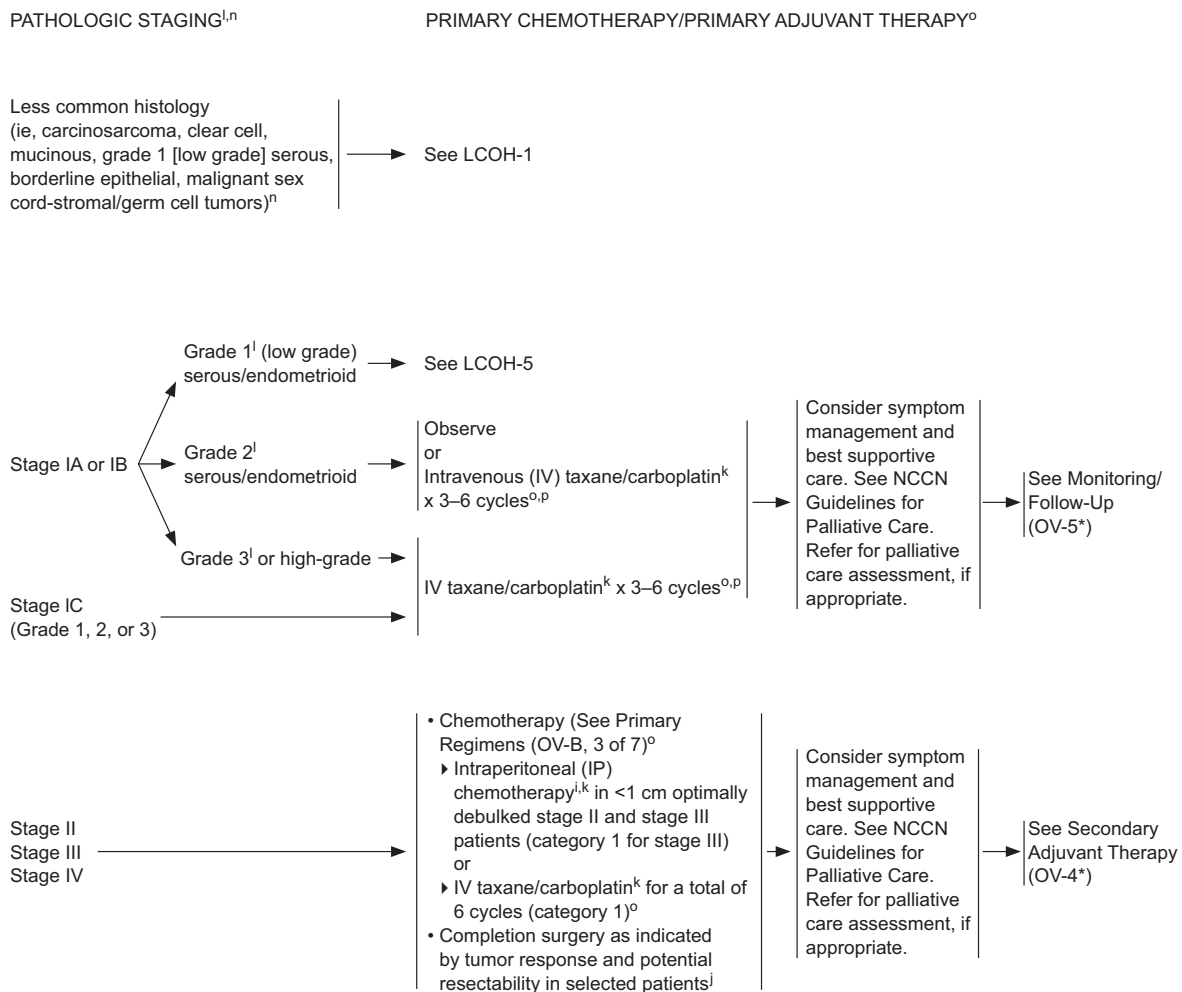 PATHOLOGIC STAGINGl,n
PRIMARY CHEMOTHERAPY/PRIMARY ADJUVANT THERAPYo
Less common histology
(ie, carcinosarcoma, clear cell,
mucinous, grade 1 [low grade] serous,
borderline epithelial, malignant sex
cord-stromal/germ cell tumors)n
See LCOH-1
Stage IA or IB
Grade 1l (low grade)
serous/endometrioid
See LCOH-5
Grade 2l
serous/endometrioid
Observe
or
Intravenous (IV) taxane/carboplatink
x 3–6 cycleso,p
Grade 3l or high-grade
Stage IC
(Grade 1, 2, or 3)
IV taxane/carboplatink x 3–6 cycleso,p
Consider symptom
management and
best supportive
care. See NCCN
Guidelines for
Palliative Care.
Refer for palliative
care assessment, if
appropriate.
See Monitoring/
Follow-Up
(OV-5*)
Stage II
Stage III
Stage IV
• Chemotherapy (See Primary
Regimens (OV-B, 3 of 7)o
Intraperitoneal (IP)
chemotherapyi,k in <1 cm optimally
debulked stage II and stage III
patients (category 1 for stage III)
or
IV taxane/carboplatink for a total of
6 cycles (category 1)o
• Completion surgery as indicated
by tumor response and potential
resectability in selected patientsj
Consider symptom
management and
best supportive
care. See NCCN
Guidelines for
Palliative Care.
Refer for palliative
care assessment, if
appropriate.
See Secondary
Adjuvant Therapy
(OV-4*)